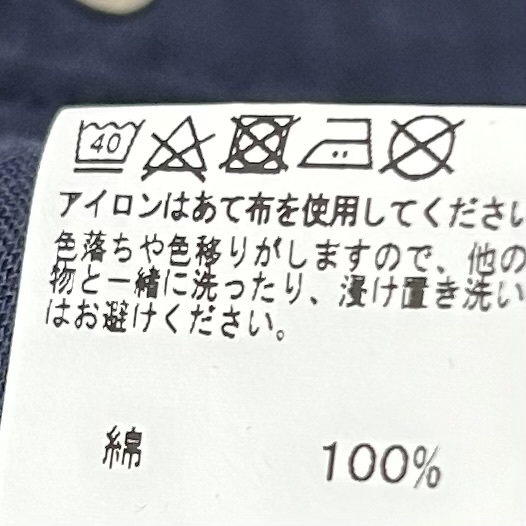 40
アイロンはあて布を使用してください
色落ちや色移りがしますので、他の
物と一緒に洗ったり、浸け置き洗い
はお避けください。
綿 100%